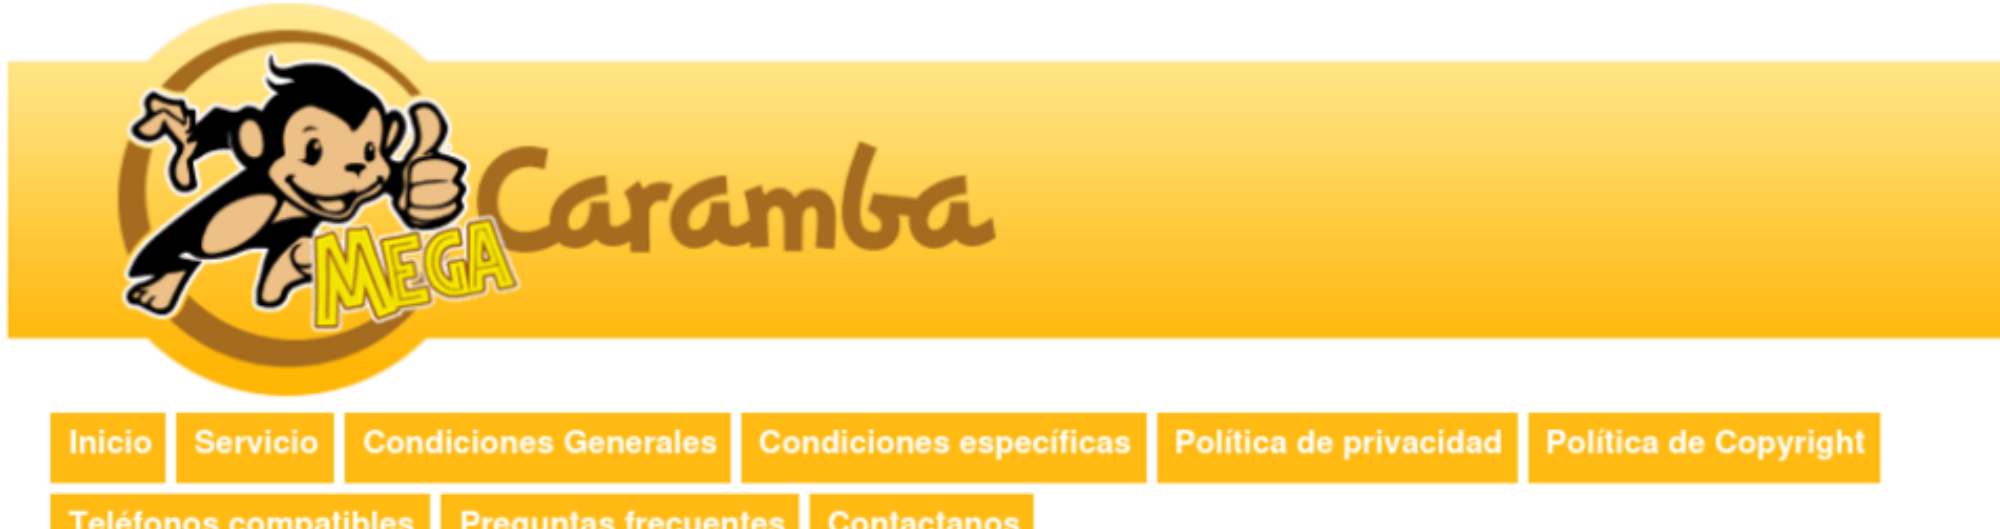 MEGA Caramba
Inicio Servicio Condiciones Generales Condiciones específicas Política de privacidad Política de Copyright
Teléfonos compatibles Preguntas frecuentes Contactanos